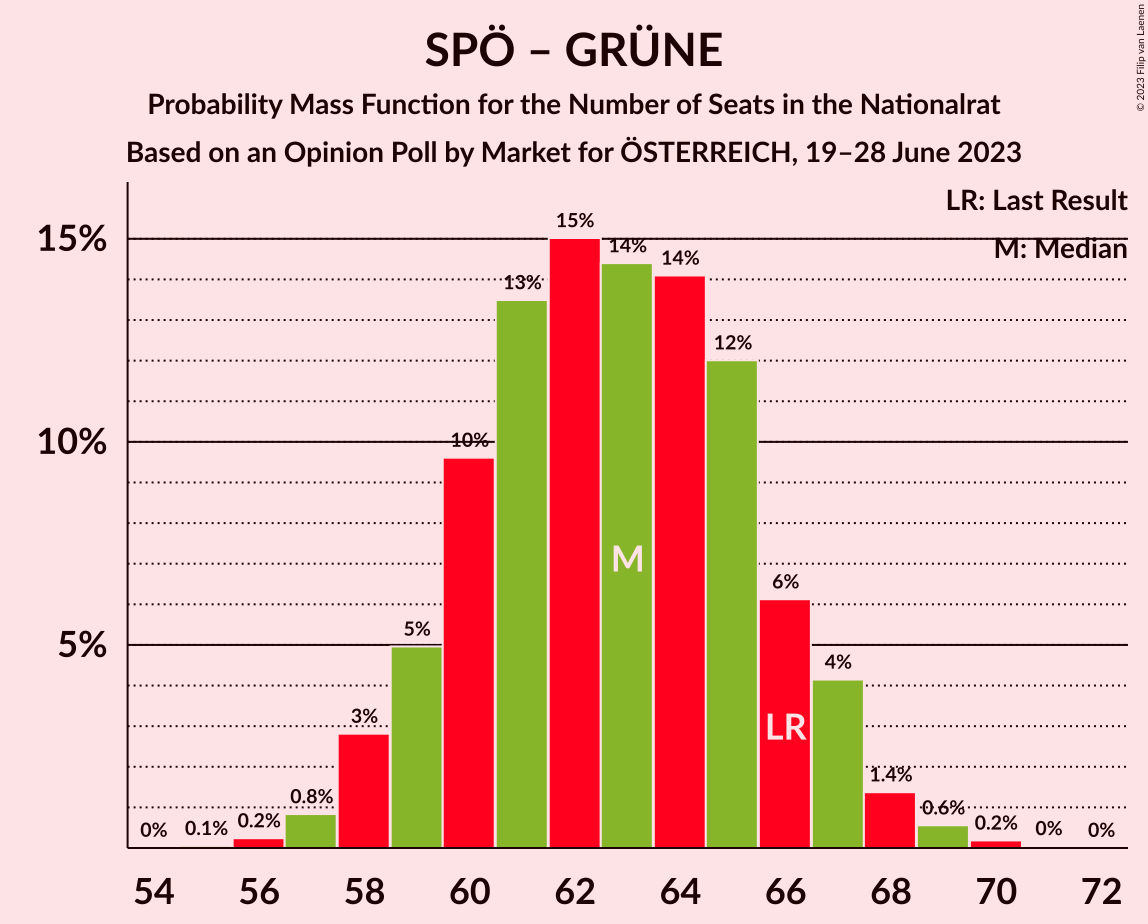 SPÖ – GRÜNE
Probability Mass Function for the Number of Seats in the Nationalrat
Based on an Opinion Poll by Market for ÖSTERREICH, 19–28 June 2023
© 2023 Filip van Laenen
LR: Last Result
M: Median
15%
10%
5%
0%
0.1%
0.2%
0.8%
3%
5%
10%
13%
15%
14%
14%
12%
6%
4%
1.4%
0.6%
0.2%
0%
0%
M
LR
54 56 58 60 62 64 66 68 70 72